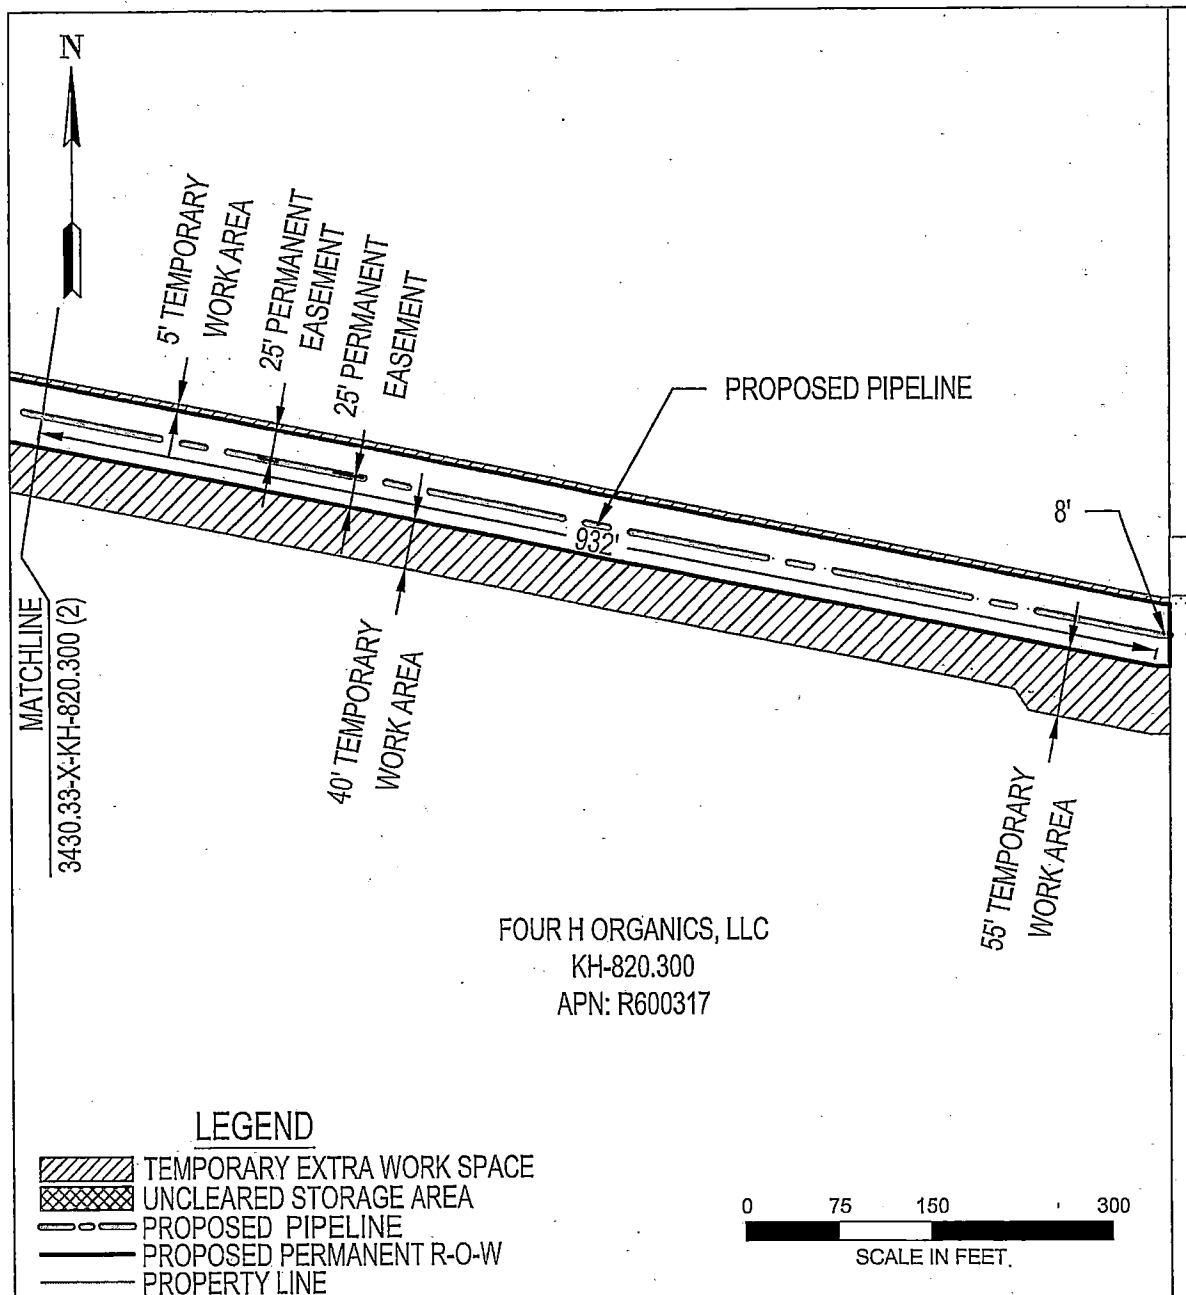 N
5' TEMPORARY
WORK AREA
25' PERMANENT
EASEMENT
25' PERMANENT
EASEMENT
PROPOSED PIPELINE
8'
932'
MATCHLINE
3430.33-X-KH-820.300 (2)
40' TEMPORARY
WORK AREA
55' TEMPORARY
WORK AREA
FOUR H ORGANICS, LLC
KH-820.300
APN: R600317
LEGEND
TEMPORARY EXTRA WORK SPACE
UNCLEARED STORAGE AREA
PROPOSED PIPELINE
PROPOSED PERMANENT R-O-W
PROPERTY LINE
0 75 150 300
SCALE IN FEET